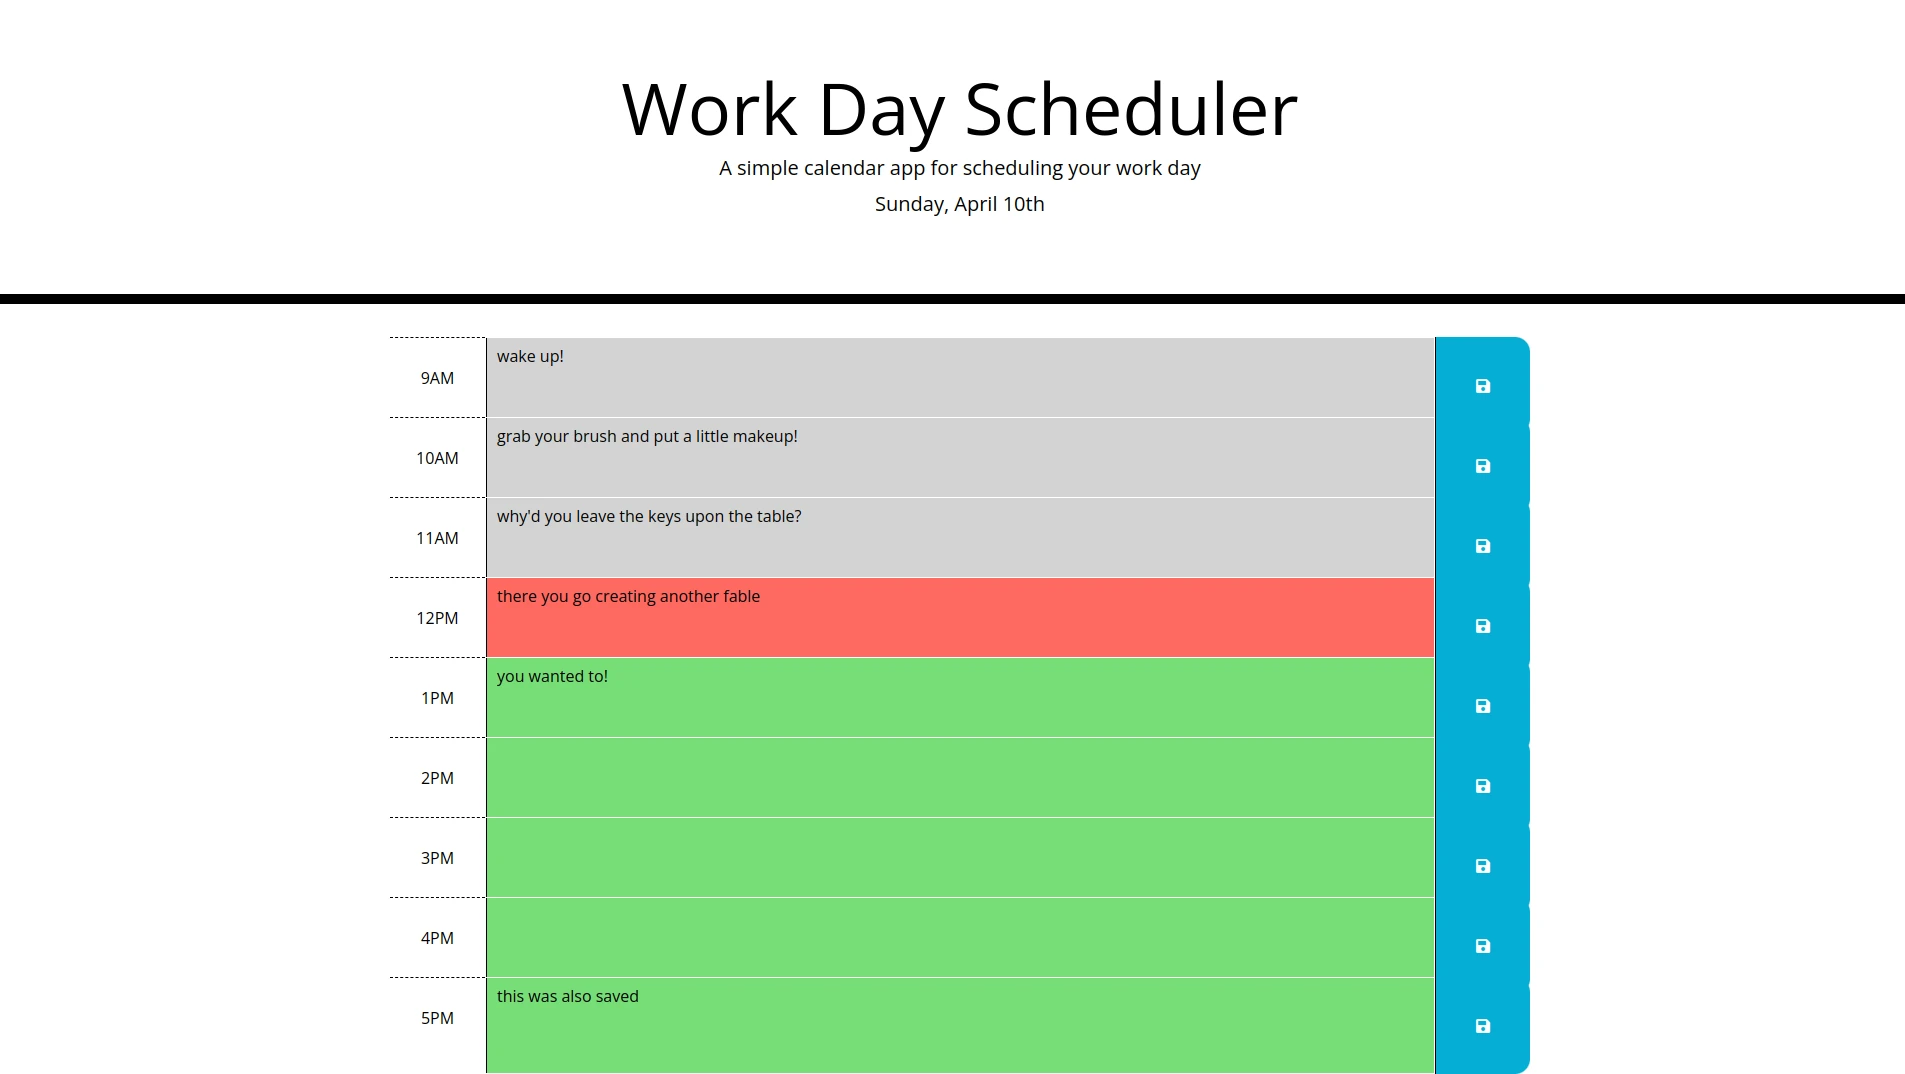 Work Day Scheduler
A simple calendar app for scheduling your work day
Sunday, April 10th
9AM
wake up!
10AM
grab your brush and put a little makeup!
11AM
why'd you leave the keys upon the table?
12PM
there you go creating another fable
1PM
you wanted to!
2PM
3PM
4PM
5PM
this was also saved